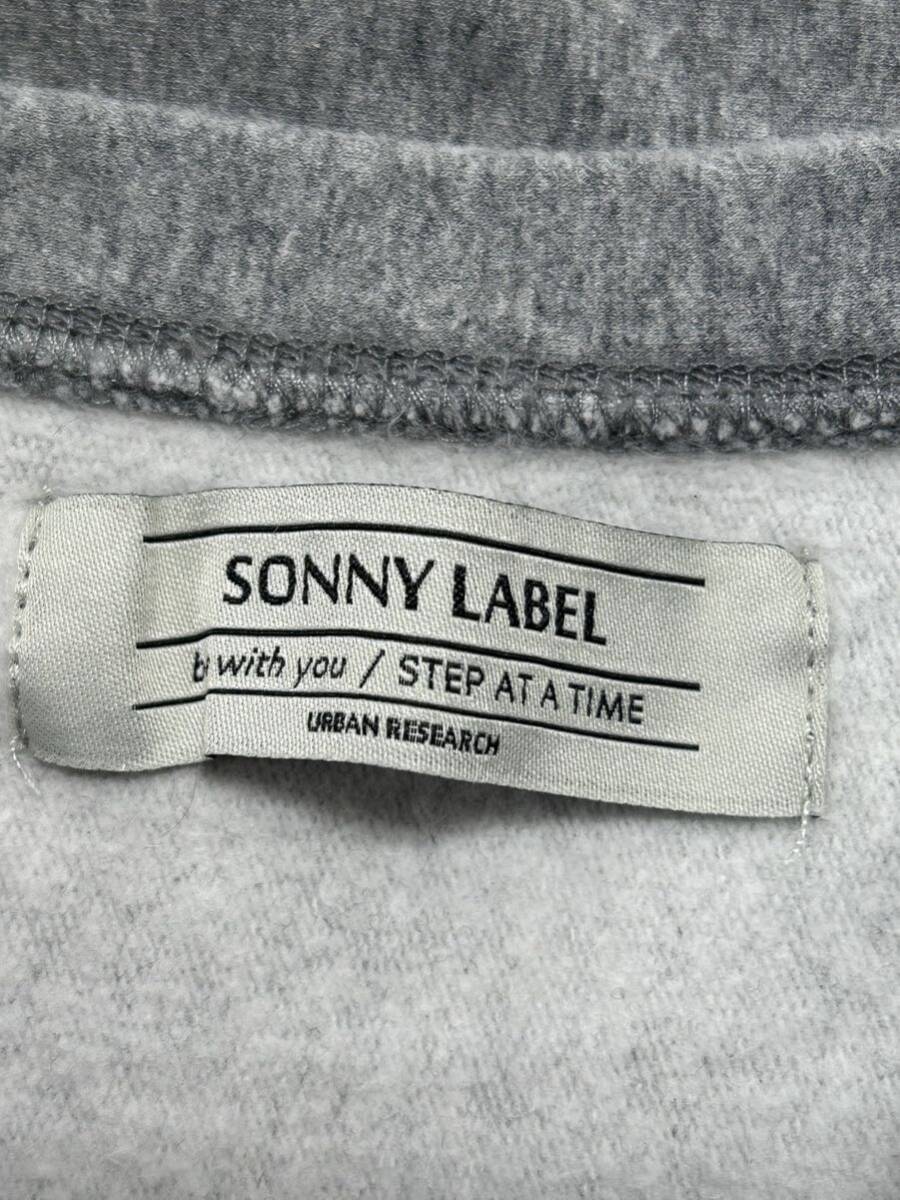 SONNY LABEL
with you / STEP AT A TIME
URBAN RESEARCH